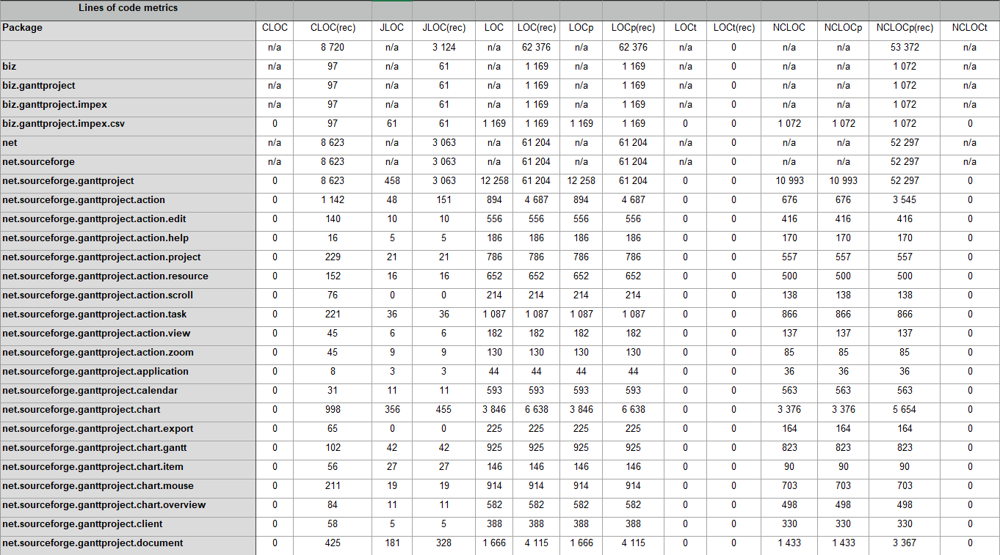 Lines of code metrics
Package CLOC CLOC(rec) JLOC JLOC(rec) LOC LOC(rec) LOCp LOCp(rec) LOCt LOCt(rec) NCLOC NCLOCp NCLOCp(rec) NCLOCt
n/a 8 720 n/a 3 124 n/a 62 376 n/a 62 376 n/a 0 n/a n/a 53 372 n/a
biz n/a 97 n/a 61 n/a 1 169 n/a 1 169 n/a 0 n/a n/a 1 072 n/a
biz.ganttproject n/a 97 n/a 61 n/a 1 169 n/a 1 169 n/a 0 n/a n/a 1 072 n/a
biz.ganttproject.impex n/a 97 n/a 61 n/a 1 169 n/a 1 169 n/a 0 n/a n/a 1 072 n/a
biz.ganttproject.impex.csv 0 97 61 61 1 169 1 169 1 169 1 169 0 0 1 072 1 072 1 072 0
net n/a 8 623 n/a 3 063 n/a 61 204 n/a 61 204 n/a 0 n/a n/a 52 297 n/a
net.sourceforge n/a 8 623 n/a 3 063 n/a 61 204 n/a 61 204 n/a 0 n/a n/a 52 297 n/a
net.sourceforge.ganttproject 0 8 623 458 3 063 12 258 61 204 12 258 61 204 0 0 10 993 10 993 52 297 0
net.sourceforge.ganttproject.action 0 1 142 48 151 894 4 687 894 4 687 0 0 676 676 3 545 0
net.sourceforge.ganttproject.action.edit 0 140 10 10 556 556 556 556 0 0 416 416 416 0
net.sourceforge.ganttproject.action.help 0 16 5 5 186 186 186 186 0 0 170 170 170 0
net.sourceforge.ganttproject.action.project 0 229 21 21 786 786 786 786 0 0 557 557 557 0
net.sourceforge.ganttproject.action.resource 0 152 16 16 652 652 652 652 0 0 500 500 500 0
net.sourceforge.ganttproject.action.scroll 0 76 0 0 214 214 214 214 0 0 138 138 138 0
net.sourceforge.ganttproject.action.task 0 221 36 36 1 087 1 087 1 087 1 087 0 0 866 866 866 0
net.sourceforge.ganttproject.action.view 0 45 6 6 182 182 182 182 0 0 137 137 137 0
net.sourceforge.ganttproject.action.zoom 0 45 9 9 130 130 130 130 0 0 85 85 85 0
net.sourceforge.ganttproject.application 0 8 3 3 44 44 44 44 0 0 36 36 36 0
net.sourceforge.ganttproject.calendar 0 31 11 11 593 593 593 593 0 0 563 563 563 0
net.sourceforge.ganttproject.chart 0 998 356 455 3 846 6 638 3 846 6 638 0 0 3 376 3 376 5 654 0
net.sourceforge.ganttproject.chart.export 0 65 0 0 225 225 225 225 0 0 164 164 164 0
net.sourceforge.ganttproject.chart.gantt 0 102 42 42 925 925 925 925 0 0 823 823 823 0
net.sourceforge.ganttproject.chart.item 0 56 27 27 146 146 146 146 0 0 90 90 90 0
net.sourceforge.ganttproject.chart.mouse 0 211 19 19 914 914 914 914 0 0 703 703 703 0
net.sourceforge.ganttproject.chart.overview 0 84 11 11 582 582 582 582 0 0 498 498 498 0
net.sourceforge.ganttproject.client 0 58 5 5 388 388 388 388 0 0 330 330 330 0
net.sourceforge.ganttproject.document 0 425 181 328 1 666 4 115 1 666 4 115 0 0 1 433 1 433 3 367 0